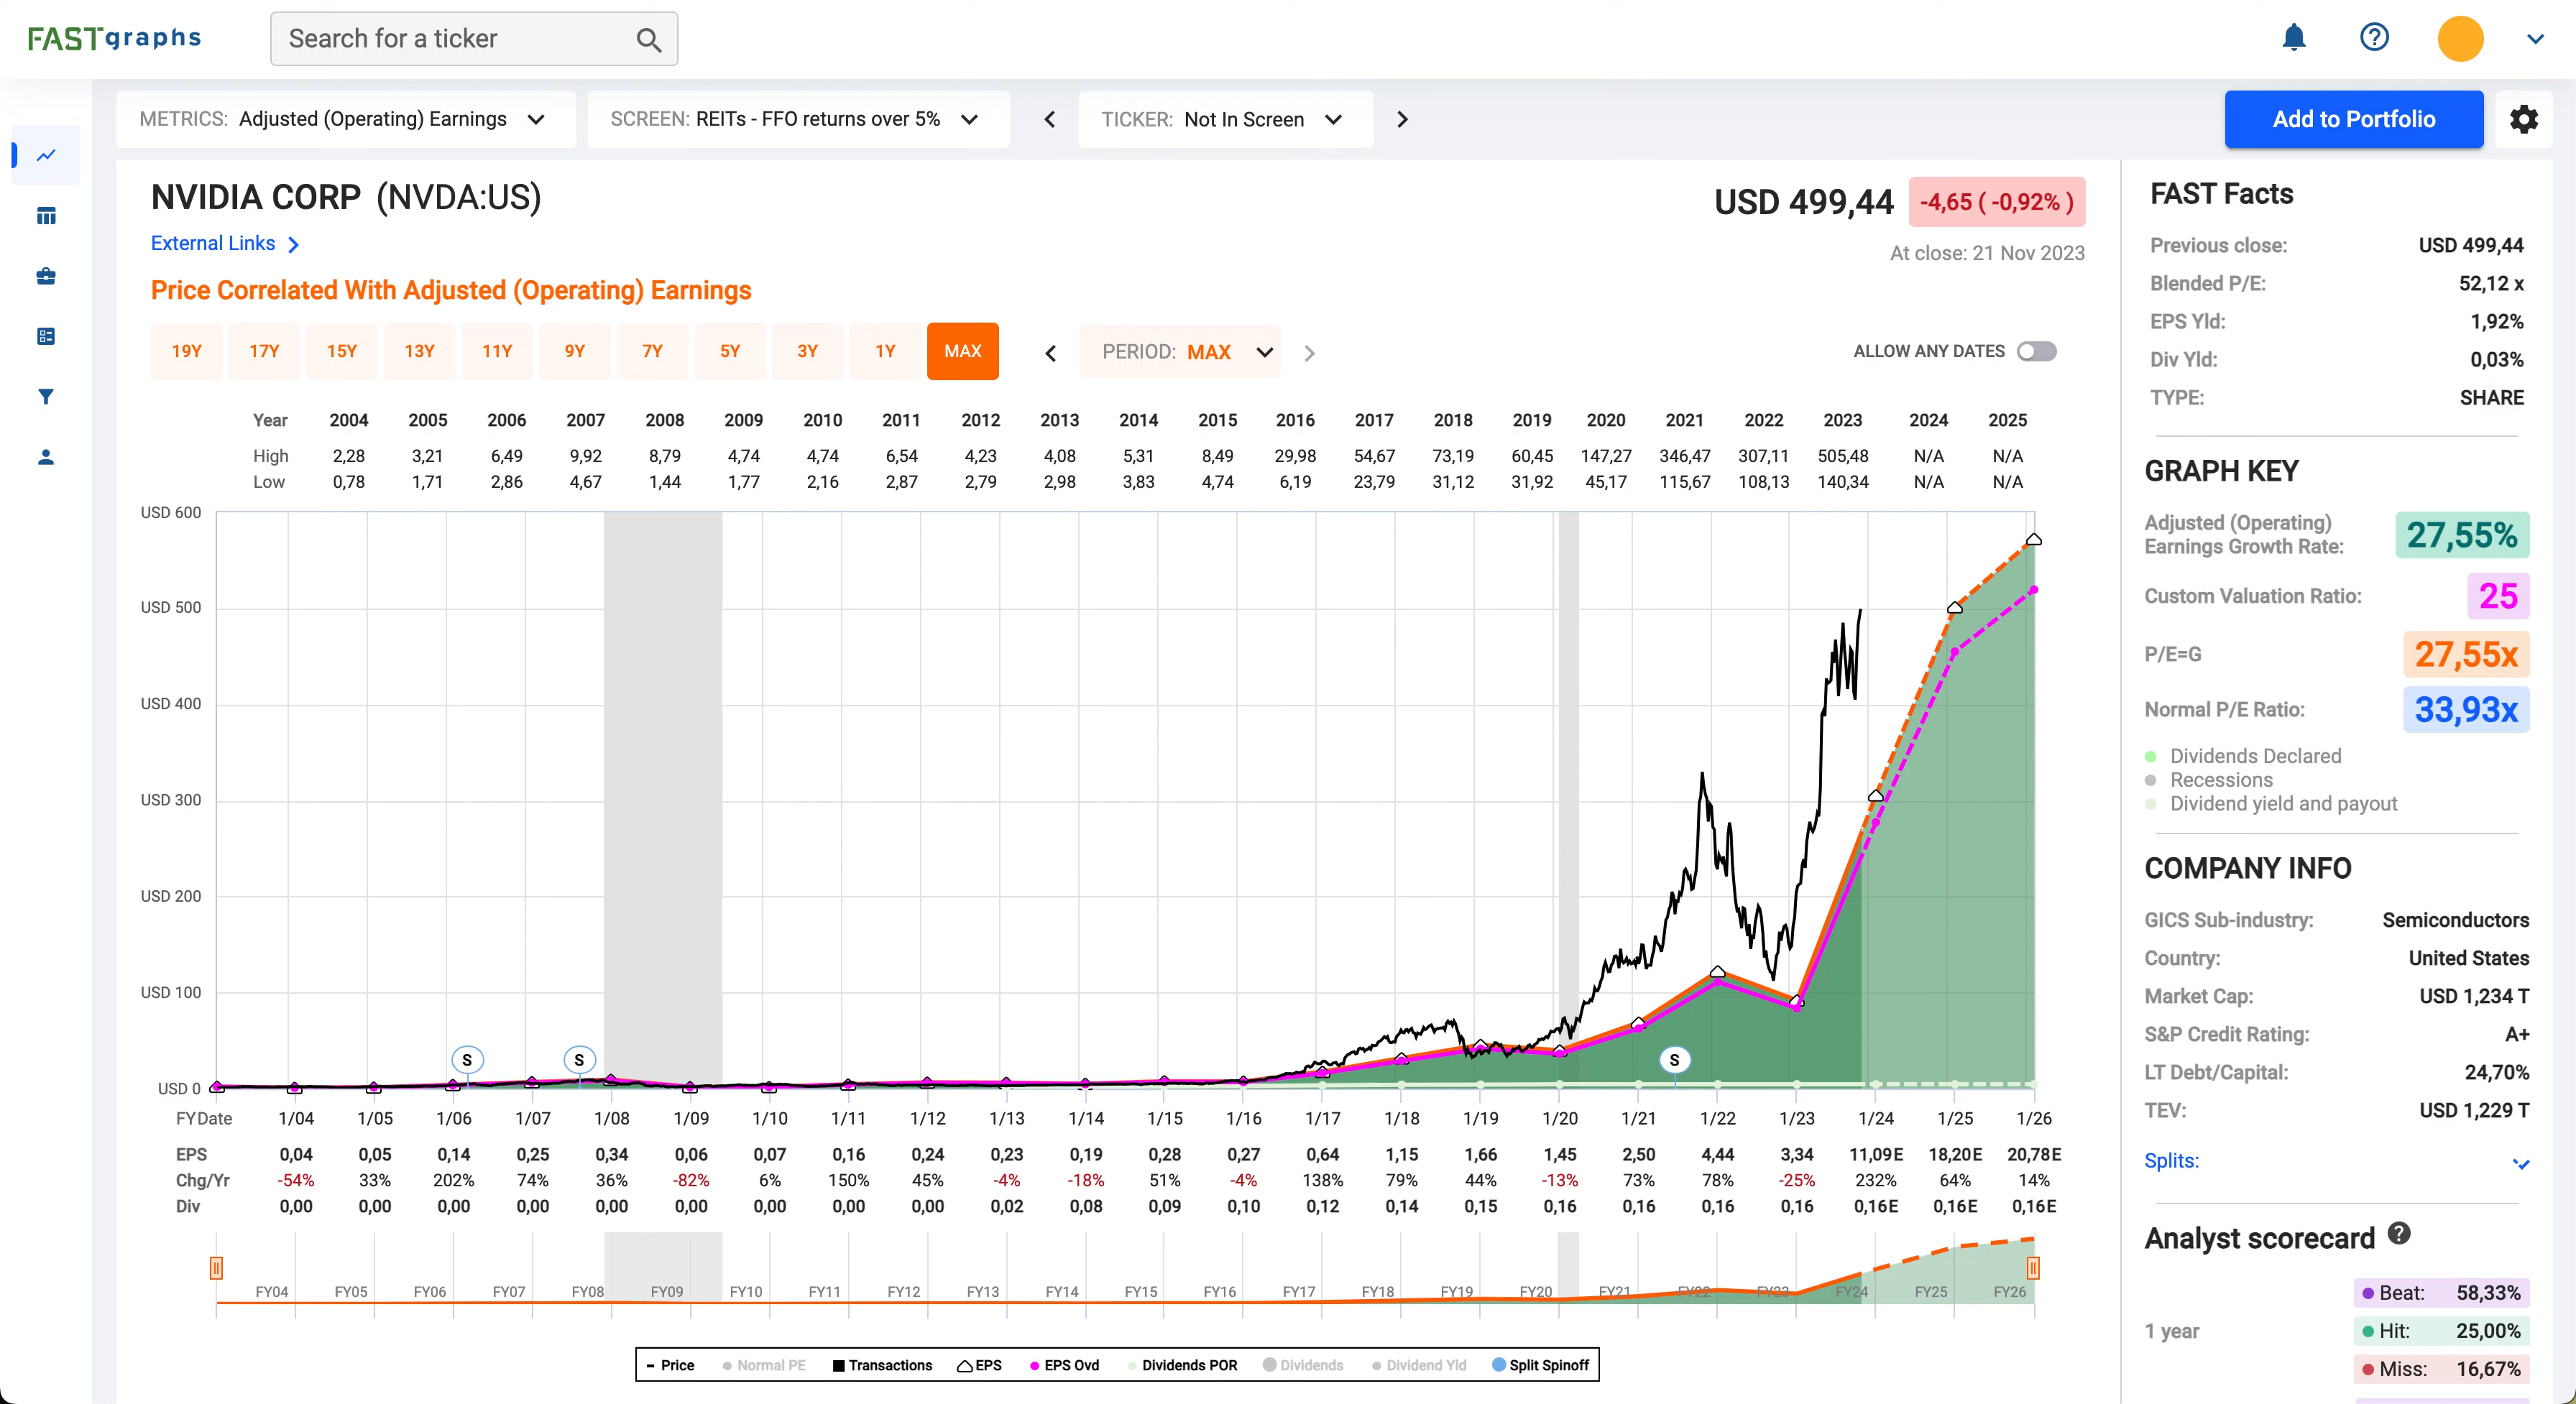 FASTgraphs
Search for a ticker
METRICS: Adjusted (Operating) Earnings
SCREEN: REITs - FFO returns over 5%
TICKER: Not In Screen
Add to Portfolio
NVIDIA CORP (NVDA:US)
USD 499,44 -4,65 ( -0,92% )
External Links
At close: 21 Nov 2023
Price Correlated With Adjusted (Operating) Earnings
19Y 17Y 15Y 13Y 11Y 9Y 7Y 5Y 3Y 1Y MAX PERIOD: MAX ALLOW ANY DATES
Year 2004 2005 2006 2007 2008 2009 2010 2011 2012 2013 2014 2015 2016 2017 2018 2019 2020 2021 2022 2023 2024 2025
High 2,28 3,21 6,49 9,92 8,79 4,74 4,74 6,54 4,23 4,08 5,31 8,49 29,98 54,67 73,19 60,45 147,27 346,47 307,11 505,48 N/A N/A
Low 0,78 1,71 2,86 4,67 1,44 1,77 2,16 2,87 2,79 2,98 3,83 4,74 6,19 23,79 31,12 31,92 45,17 115,67 108,13 140,34 N/A N/A
USD 600
USD 500
USD 400
USD 300
USD 200
USD 100
S S S
USD 0
FYDate 1/04 1/05 1/06 1/07 1/08 1/09 1/10 1/11 1/12 1/13 1/14 1/15 1/16 1/17 1/18 1/19 1/20 1/21 1/22 1/23 1/24 1/25 1/26
EPS 0,04 0,05 0,14 0,25 0,34 0,06 0,07 0,16 0,24 0,23 0,19 0,28 0,27 0,64 1,15 1,66 1,45 2,50 4,44 3,34 11,09E 18,20E 20,78E
Chg/Yr -54% 33% 202% 74% 36% -82% 6% 150% 45% -4% -18% 51% -4% 138% 79% 44% -13% 73% 78% -25% 232% 64% 14%
Div 0,00 0,00 0,00 0,00 0,00 0,00 0,00 0,00 0,00 0,02 0,08 0,09 0,10 0,12 0,14 0,15 0,16 0,16 0,16 0,16 0,16E 0,16E 0,16E
FY04 FY05 FY06 FY07 FY08 FY09 FY10 FY11 FY12 FY13 FY14 FY15 FY16 FY17 FY18 FY19 FY20 FY21 FY22 FY23 FY24 FY25 FY26
Price Normal PE Transactions EPS EPS Ovd Dividends POR Dividends Dividend Yld Split Spinoff
FAST Facts
Previous close: USD 499,44
Blended P/E: 52,12 x
EPS Yld: 1,92%
Div Yld: 0,03%
TYPE: SHARE
GRAPH KEY
Adjusted (Operating)
Earnings Growth Rate: 27,55%
Custom Valuation Ratio: 25
P/E=G 27,55x
Normal P/E Ratio: 33,93x
Dividends Declared
Recessions
Dividend yield and payout
COMPANY INFO
GICS Sub-industry: Semiconductors
Country: United States
Market Cap: USD 1,234 T
S&P Credit Rating: A+
LT Debt/Capital: 24,70%
TEV: USD 1,229 T
Splits:
Analyst scorecard
Beat: 58,33%
1 year Hit: 25,00%
Miss: 16,67%